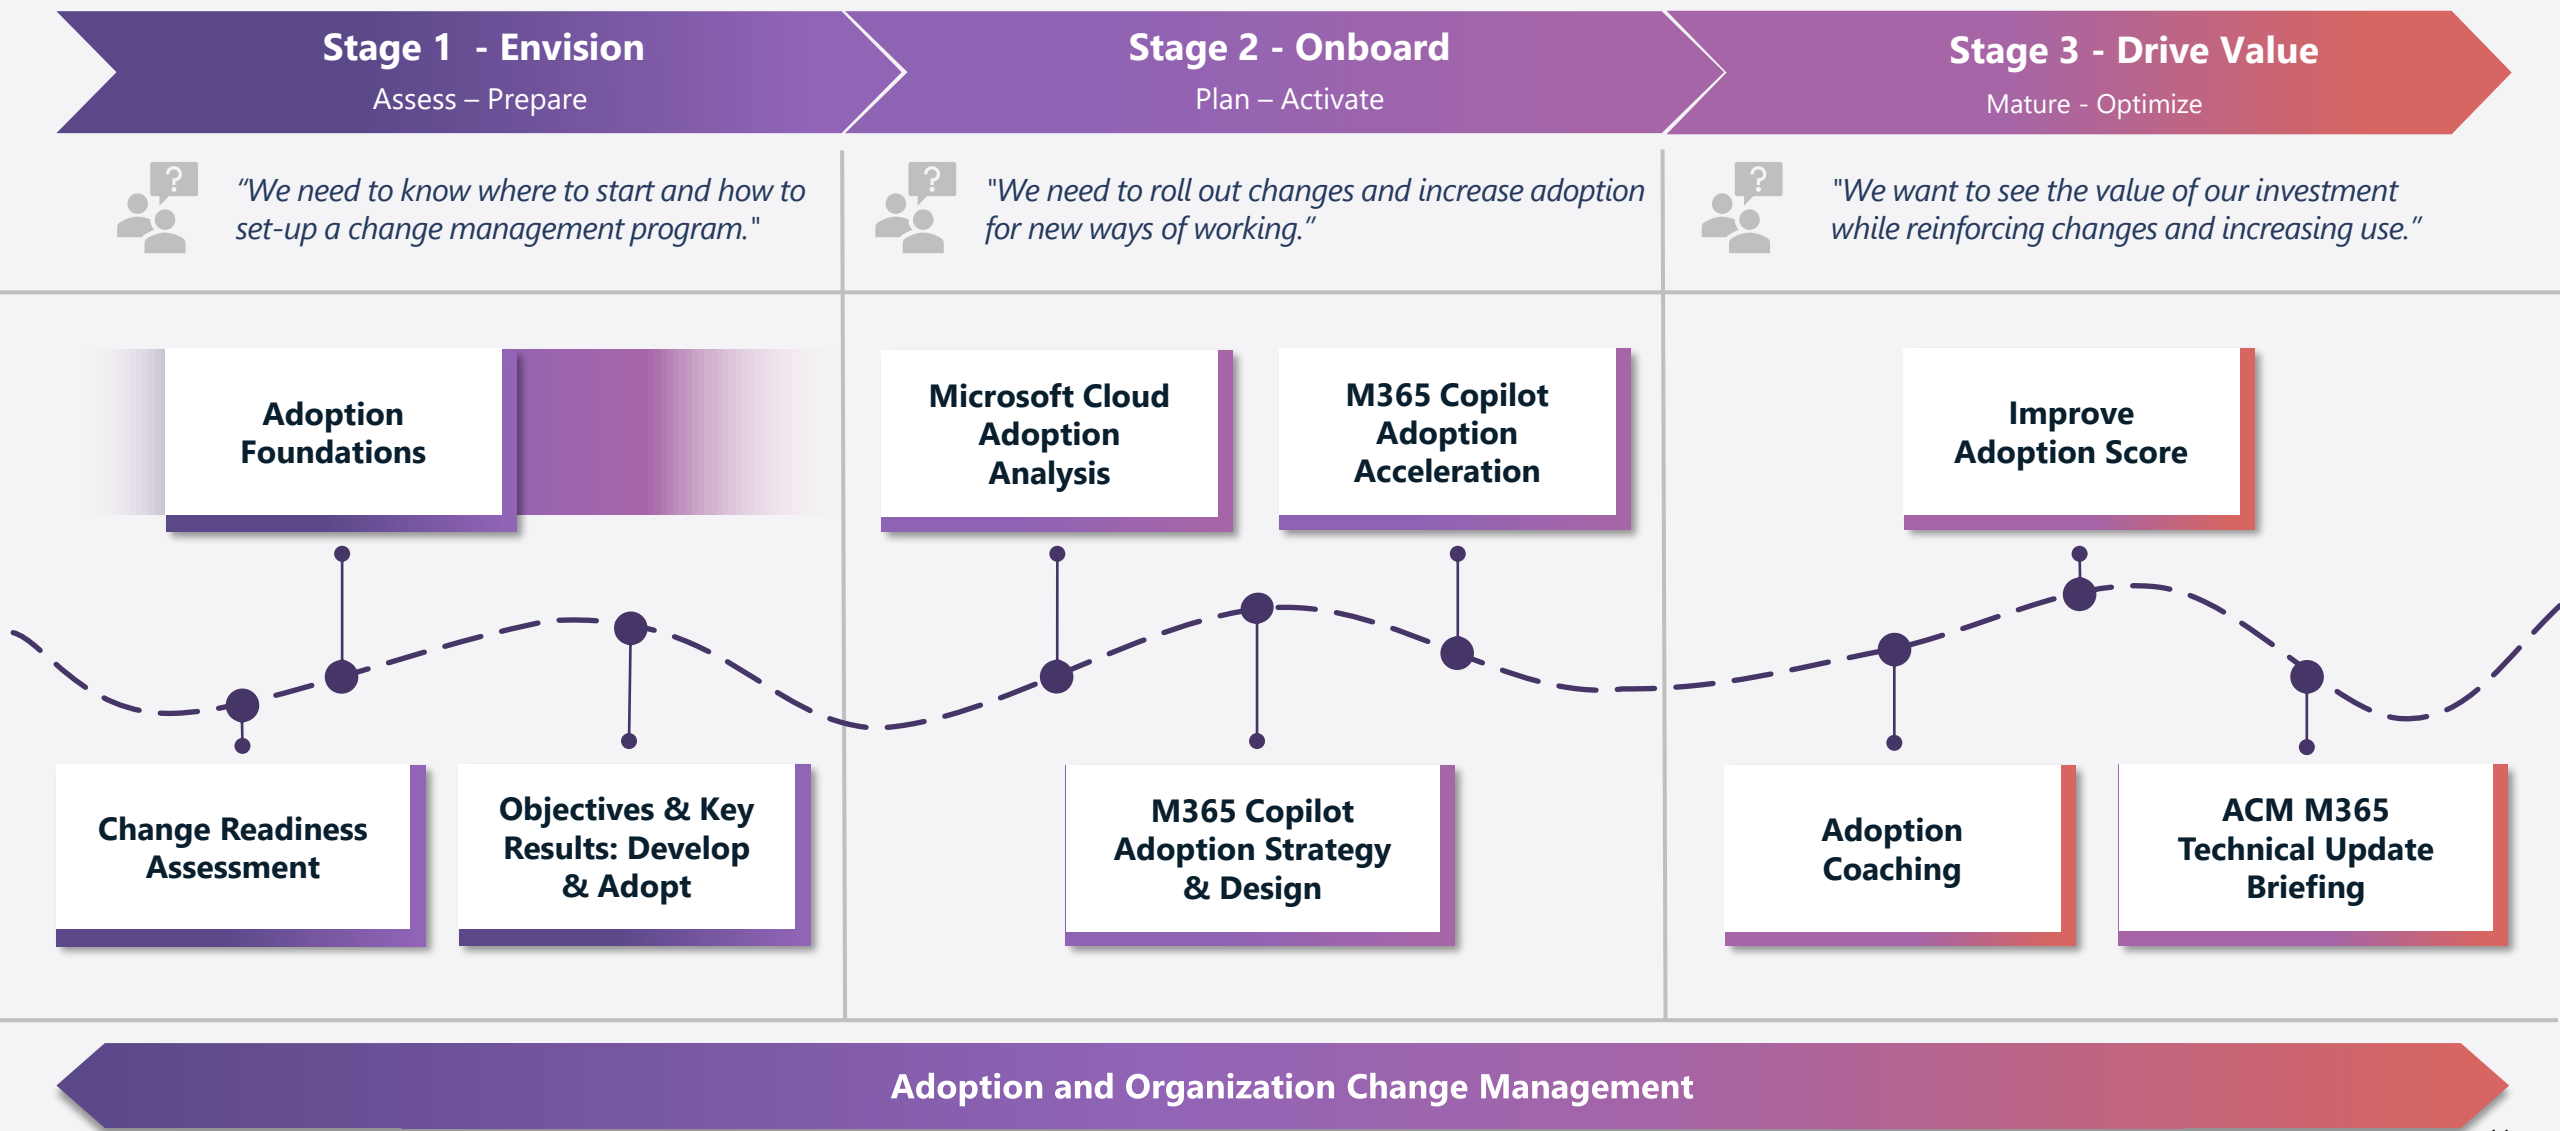 Stage 1  - Envision
Assess – Prepare
Stage 2 - Onboard
Plan – Activate
Stage 3 - Drive Value
Mature - Optimize
?
“We need to know where to start and how to
set-up a change management program."
?
"We need to roll out changes and increase adoption
for new ways of working.”
?
"We want to see the value of our investment
while reinforcing changes and increasing use.”
Adoption
Foundations
Microsoft Cloud
Adoption
Analysis
M365 Copilot
Adoption
Acceleration
Improve
Adoption Score
Change Readiness
Assessment
Objectives & Key
Results: Develop
& Adopt
M365 Copilot
Adoption Strategy
& Design
Adoption
Coaching
ACM M365
Technical Update
Briefing
Adoption and Organization Change Management